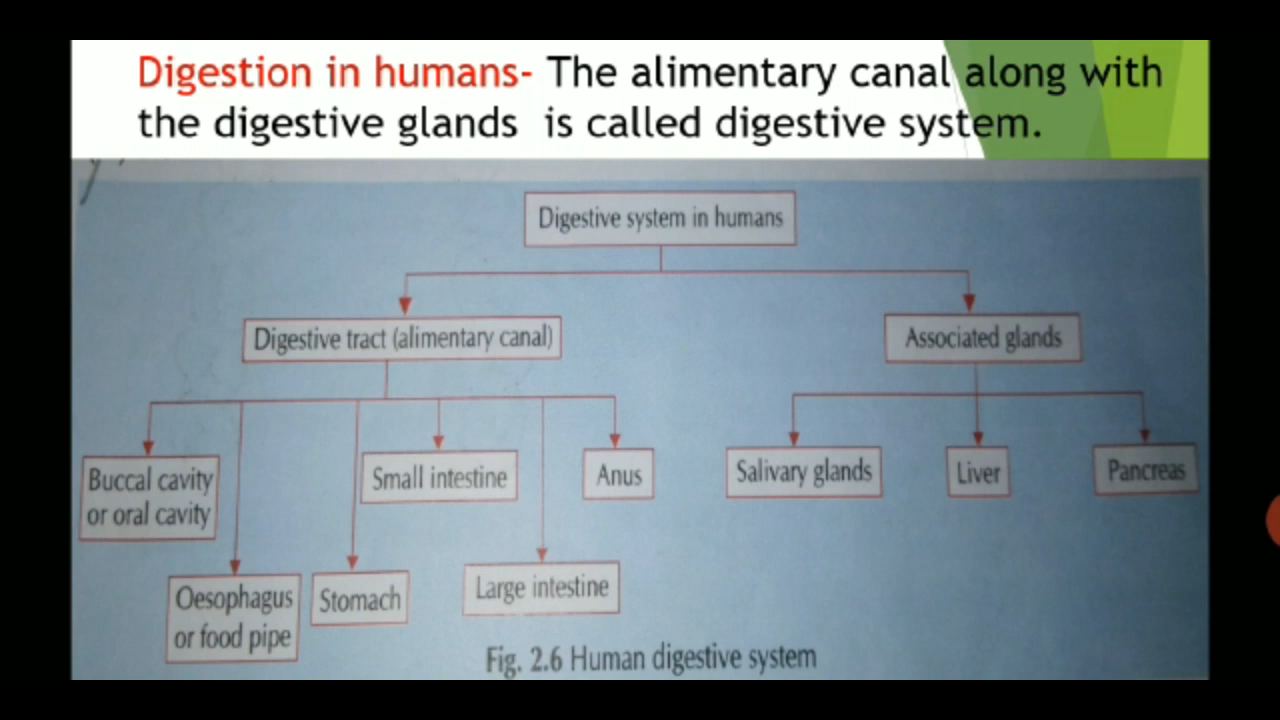 Digestion in humans- The alimentary canal along with
the digestive glands is called digestive system.
Digestive system in humans
Digestive tract (alimentary canal)
Associated glands
Buccal cavity
or oral cavity
Oesophagus
or food pipe
Stomach
Small intestine
Large intestine
Anus
Salivary glands
Liver
Pancreas
Fig. 2.6 Human digestive system